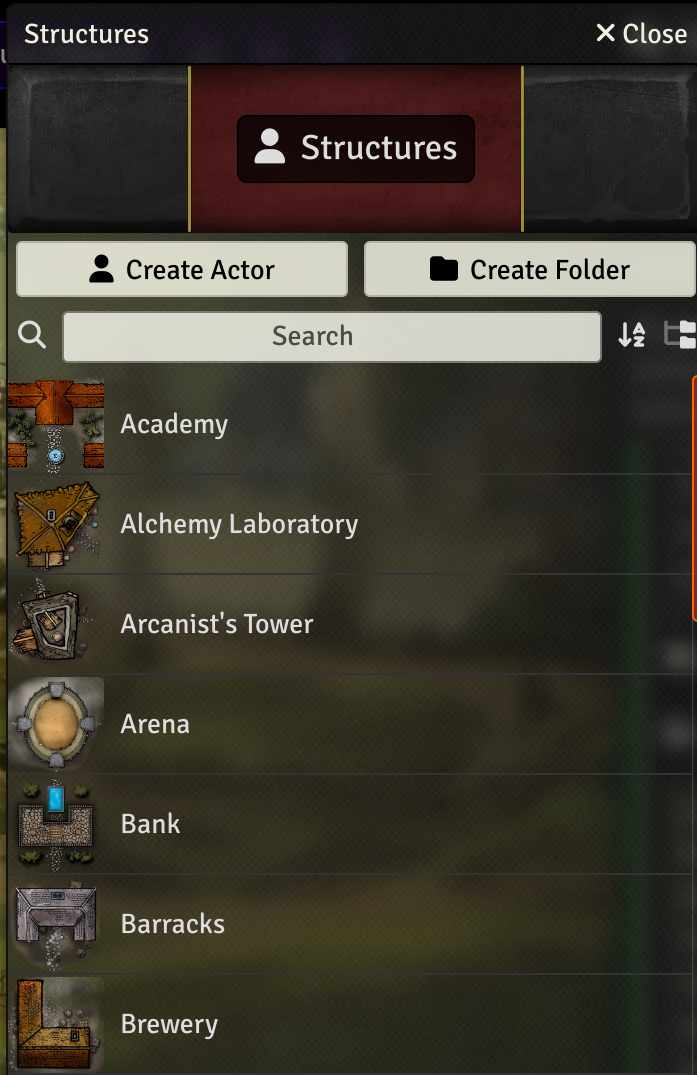 Structures
Close
Structures
Create Actor
Create Folder
Search
Academy
Alchemy Laboratory
Arcanist's Tower
Arena
Bank
Barracks
Brewery